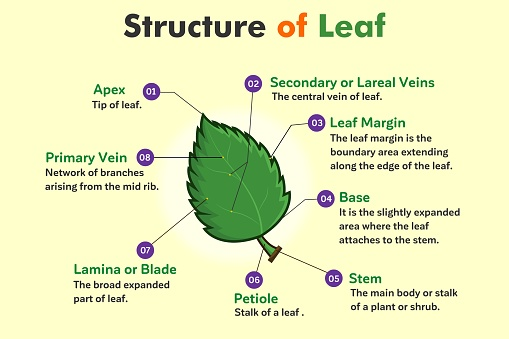 Structure of Leaf
01
Apex
Tip of leaf.
02
Secondary or Lareal Veins
The central vein of leaf.
03
Leaf Margin
The leaf margin is the
boundary area extending
along the edge of the leaf.
04
Base
It is the slightly expanded
area where the leaf
attaches to the stem.
05
Stem
The main body or stalk
of a plant or shrub.
06
Petiole
Stalk of a leaf .
07
Lamina or Blade
The broad expanded
part of leaf.
08
Primary Vein
Network of branches
arising from the mid rib.